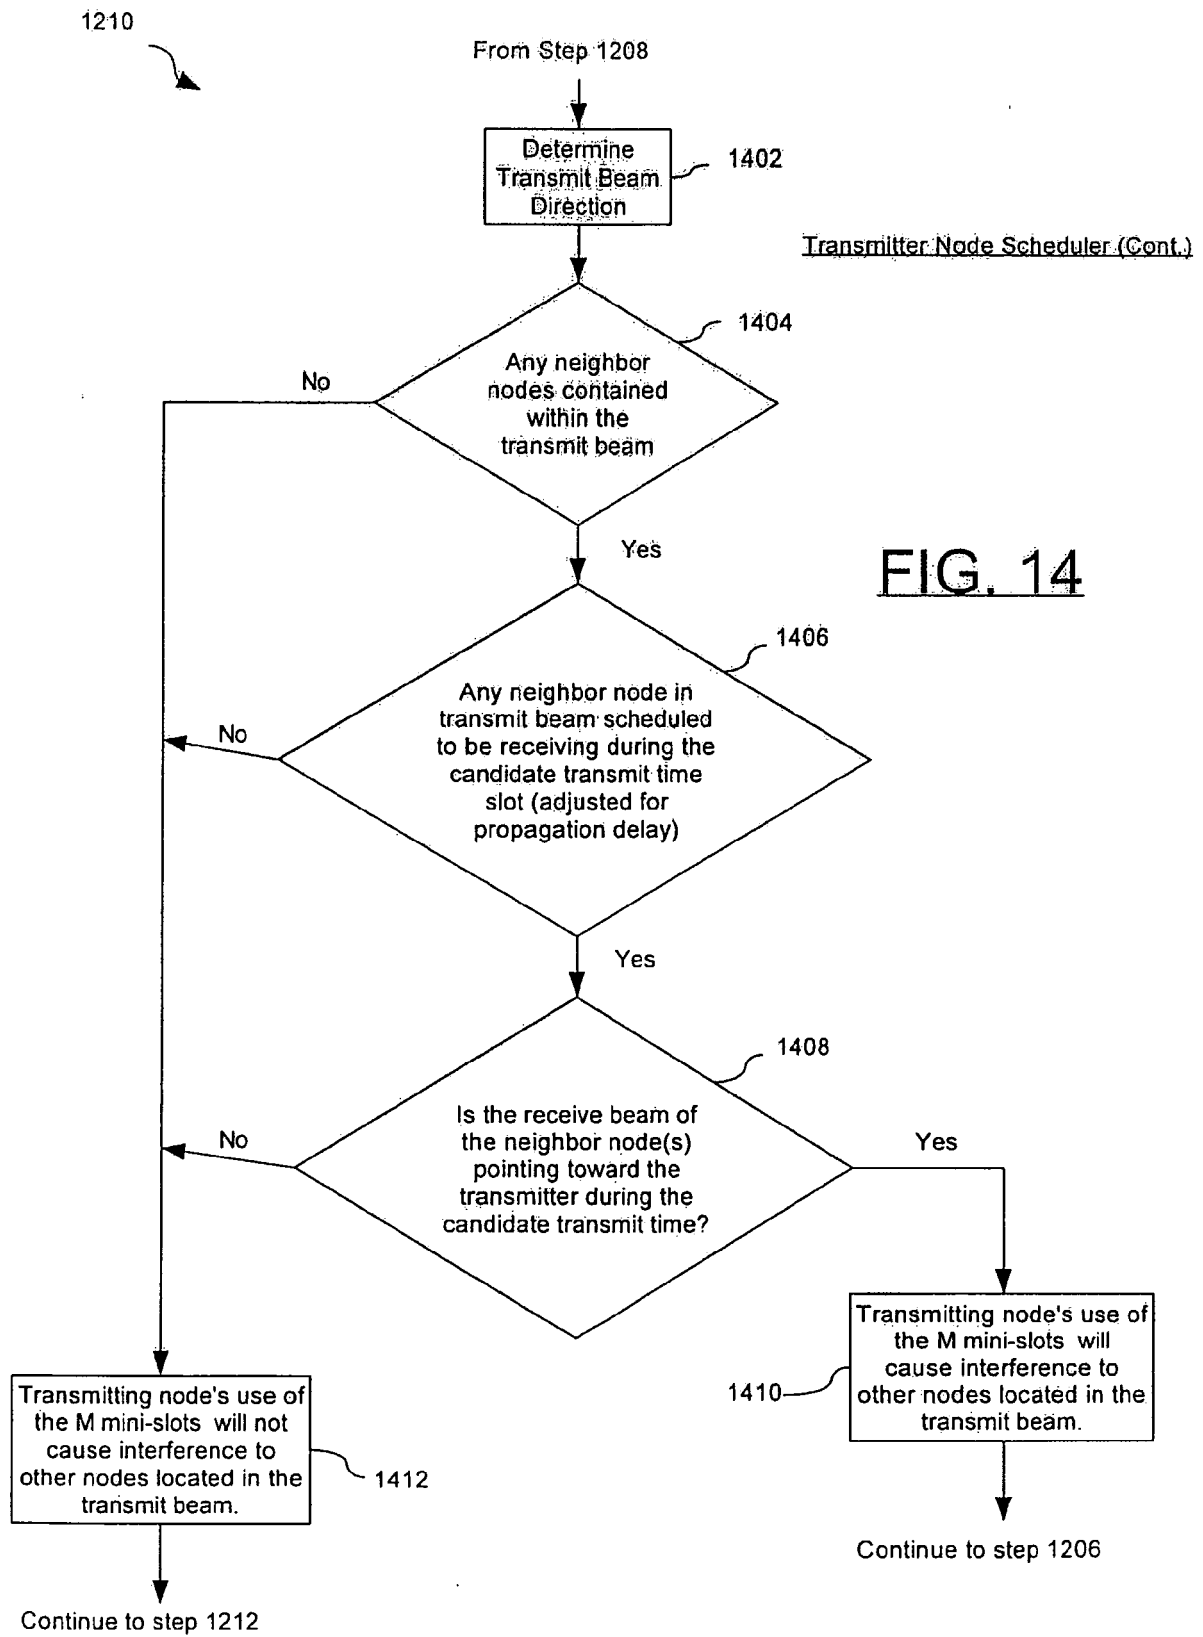 1210
From Step 1208
Determine
Transmit Beam
Direction
1402
Transmitter Node Scheduler (Cont.)
1404
Any neighbor
nodes contained
within the
transmit beam
No
Yes
FIG. 14
1406
Any neighbor node in
transmit beam scheduled
to be receiving during the
candidate transmit time
slot (adjusted for
propagation delay)
No
Yes
1408
Is the receive beam of
the neighbor node(s)
pointing toward the
transmitter during the
candidate transmit time?
No
Yes
Transmitting node's use of
the M mini-slots will
cause interference to
other nodes located in the
transmit beam.
1410
Transmitting node's use of
the M mini-slots will not
cause interference to
other nodes located in the
transmit beam.
1412
Continue to step 1206
Continue to step 1212